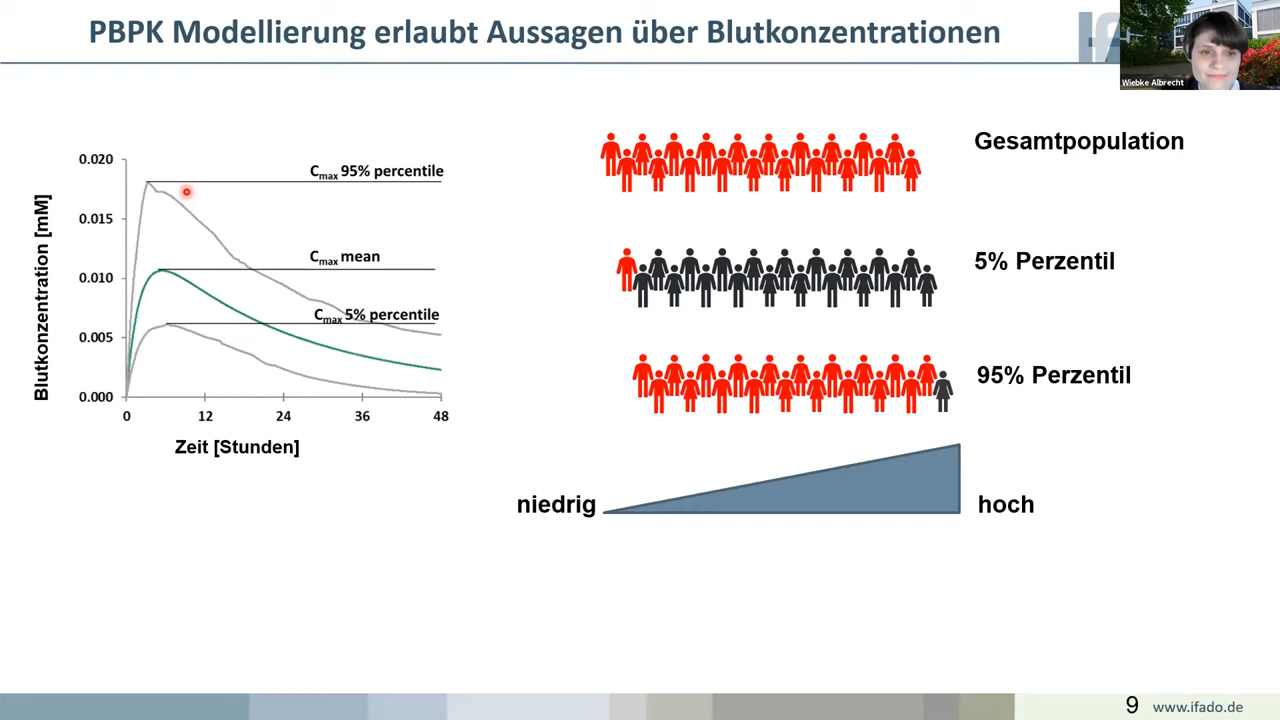 PBPK Modellierung erlaubt Aussagen über Blutkonzentrationen
Wiebke Albrecht
Blutkonzentration [mM]
0.020
0.015
0.010
0.005
0.000
Cmax 95% percentile
Cmax mean
Cmax 5% percentile
0 12 24 36 48
Zeit [Stunden]
Gesamtpopulation
5% Perzentil
95% Perzentil
niedrig
hoch
9 www.ifado.de